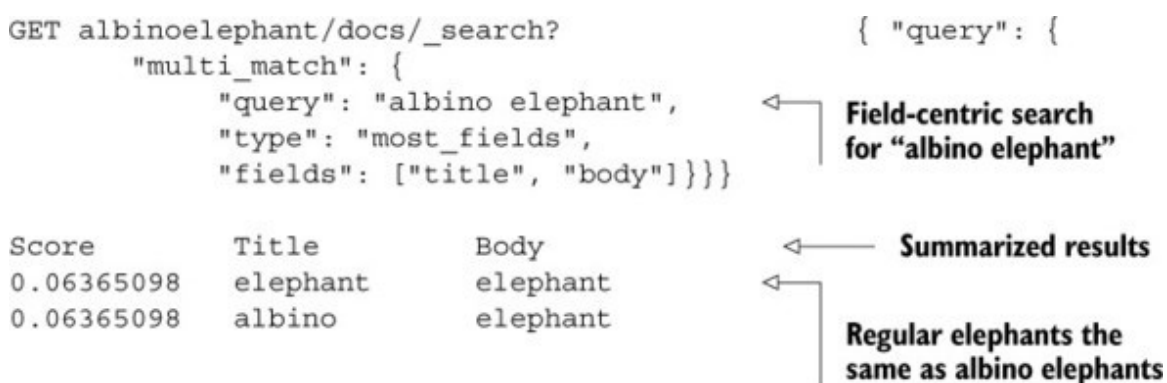 GET albinoelephant/docs/_search? { "query": {
"multi_match": {
"query": "albino elephant",
"type": "most_fields",
"fields": ["title", "body"]}}}
Field-centric search
for “albino elephant”
Score Title Body
Summarized results
0.06365098 elephant elephant
0.06365098 albino elephant
Regular elephants the
same as albino elephants